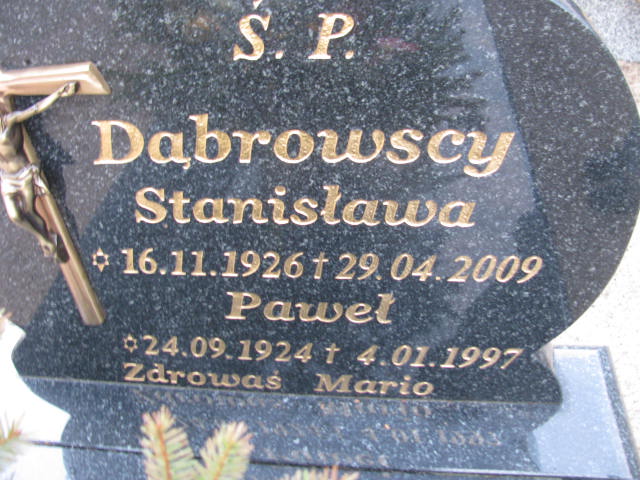 Ś. P.
Dąbrowscy
Stanisława
✡ 16.11.1926 † 29.04.2009
Paweł
✡ 24.09.1924 † 4.01.1997
Zdrowaś Mario